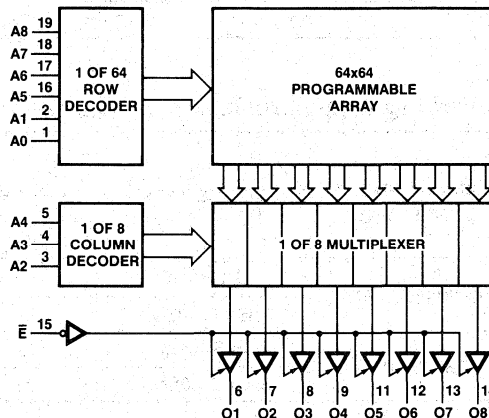 A8 19
A7 18
A6 17
A5 16
A1 2
A0 1
1 OF 64
ROW
DECODER
64x64
PROGRAMMABLE
ARRAY
A4 5
A3 4
A2 3
1 OF 8
COLUMN
DECODER
1 OF 8 MULTIPLEXER
E̅ 15
6 7 8 9 11 12 13
O1 O2 O3 O4 O5 O6 O7 O8